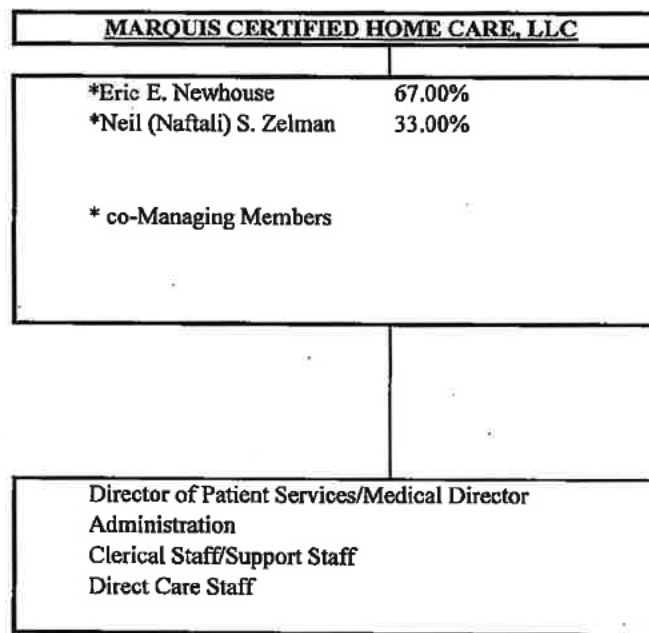 MARQUIS CERTIFIED HOME CARE, LLC
*Eric E. Newhouse 67.00%
*Neil (Naftali) S. Zelman 33.00%
* co-Managing Members
Director of Patient Services/Medical Director
Administration
Clerical Staff/Support Staff
Direct Care Staff